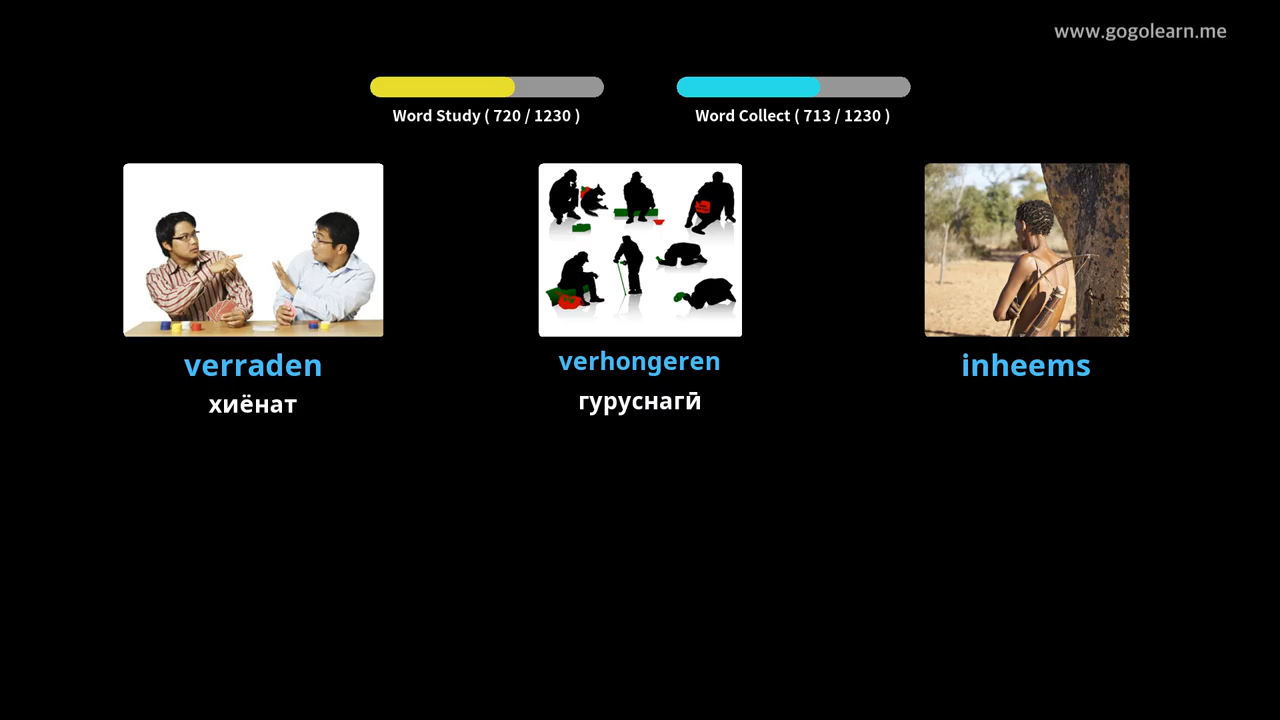 www.gogolearn.me
Word Study ( 720 / 1230 )
Word Collect ( 713 / 1230 )
verraden
хиёнат
verhongeren
гуруснагӣ
inheems